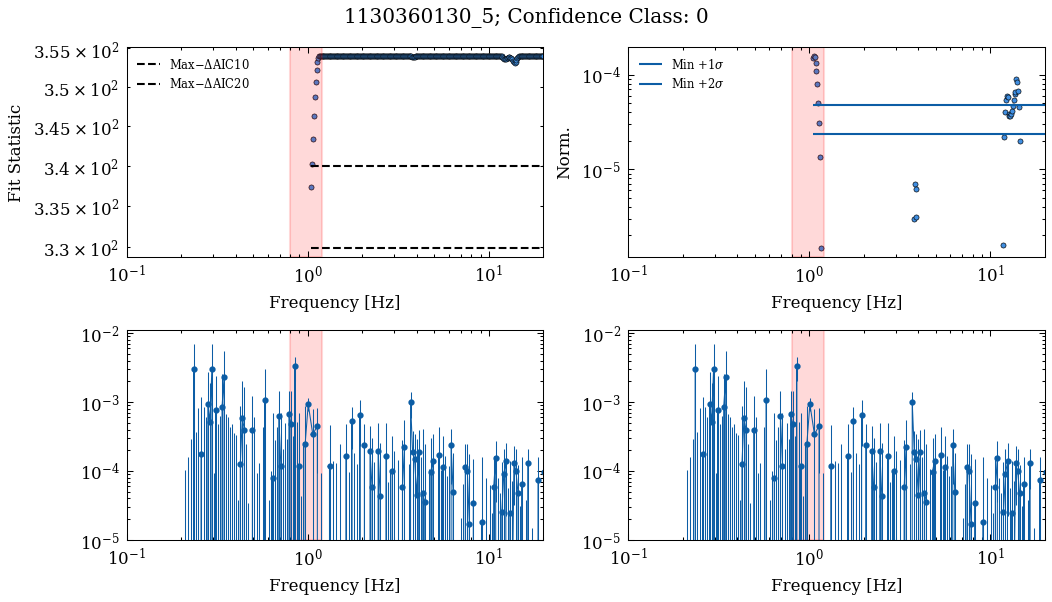 1130360130_5; Confidence Class: 0
3.55 × 10²
3.5 × 10²
3.45 × 10²
3.4 × 10²
3.35 × 10²
3.3 × 10²
Fit Statistic
Max−ΔAIC10
Max−ΔAIC20
10⁻¹
10⁰
10¹
Frequency [Hz]
10⁻⁴
10⁻⁵
Norm.
Min +1σ
Min +2σ
10⁻¹
10⁰
10¹
Frequency [Hz]
10⁻²
10⁻³
10⁻⁴
10⁻⁵
10⁻¹
10⁰
10¹
Frequency [Hz]
10⁻²
10⁻³
10⁻⁴
10⁻⁵
10⁻¹
10⁰
10¹
Frequency [Hz]